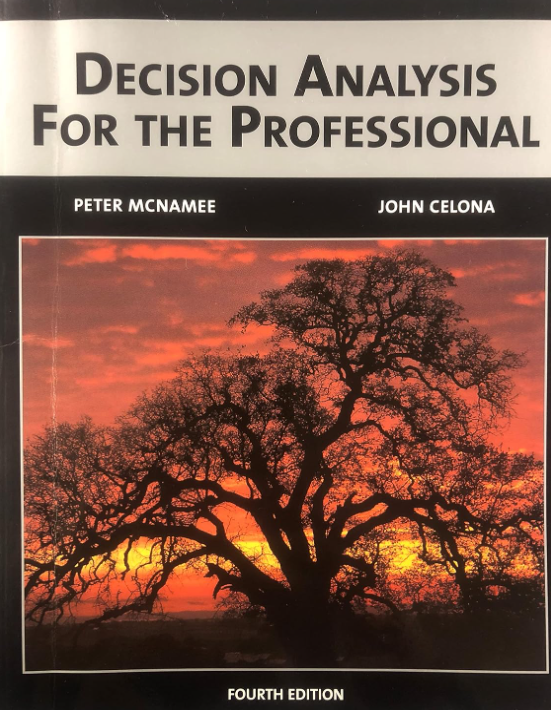 DECISION ANALYSIS
FOR THE PROFESSIONAL
PETER MCNAMEE
JOHN CELONA
FOURTH EDITION